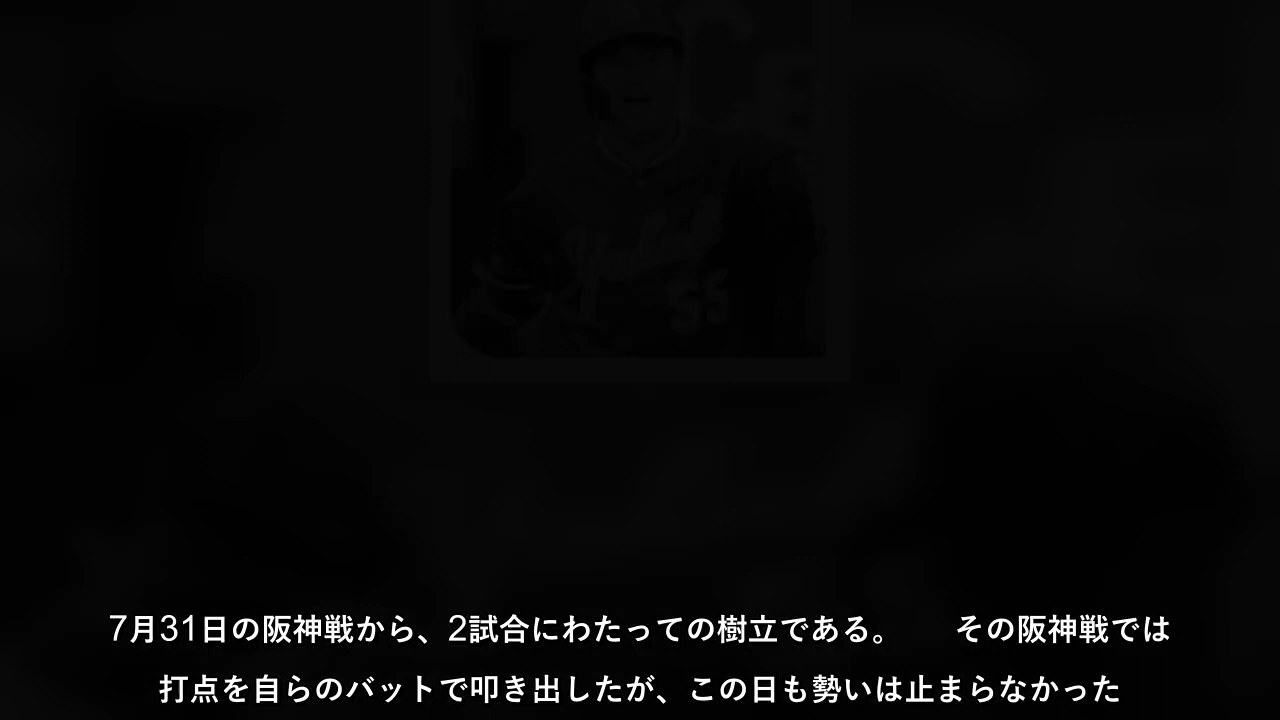 Yakult
55
7月31日の阪神戦から、2試合にわたっての樹立である。　　その阪神戦では
打点を自らのバットで叩き出したが、この日も勢いは止まらなかった